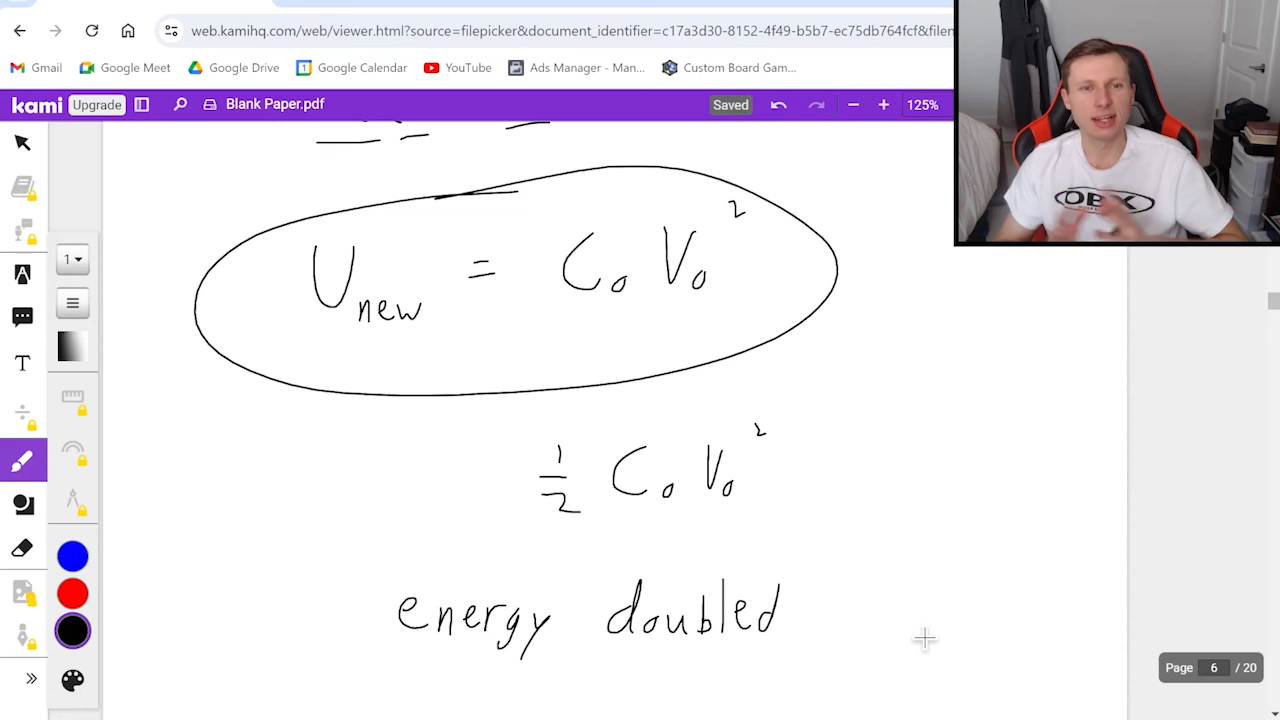 web.kamihq.com/web/viewer.html?source=filepicker&document_identifier=c17a3d30-8152-4f49-b5b7-ec75db764fcf&filen
Gmail Google Meet Google Drive Google Calendar YouTube Ads Manager - Man... Custom Board Gam...
kami Upgrade Blank Paper.pdf Saved 125%
1
U_new = C₀ V₀²
½ C₀ V₀²
energy doubled
Page 6 / 20